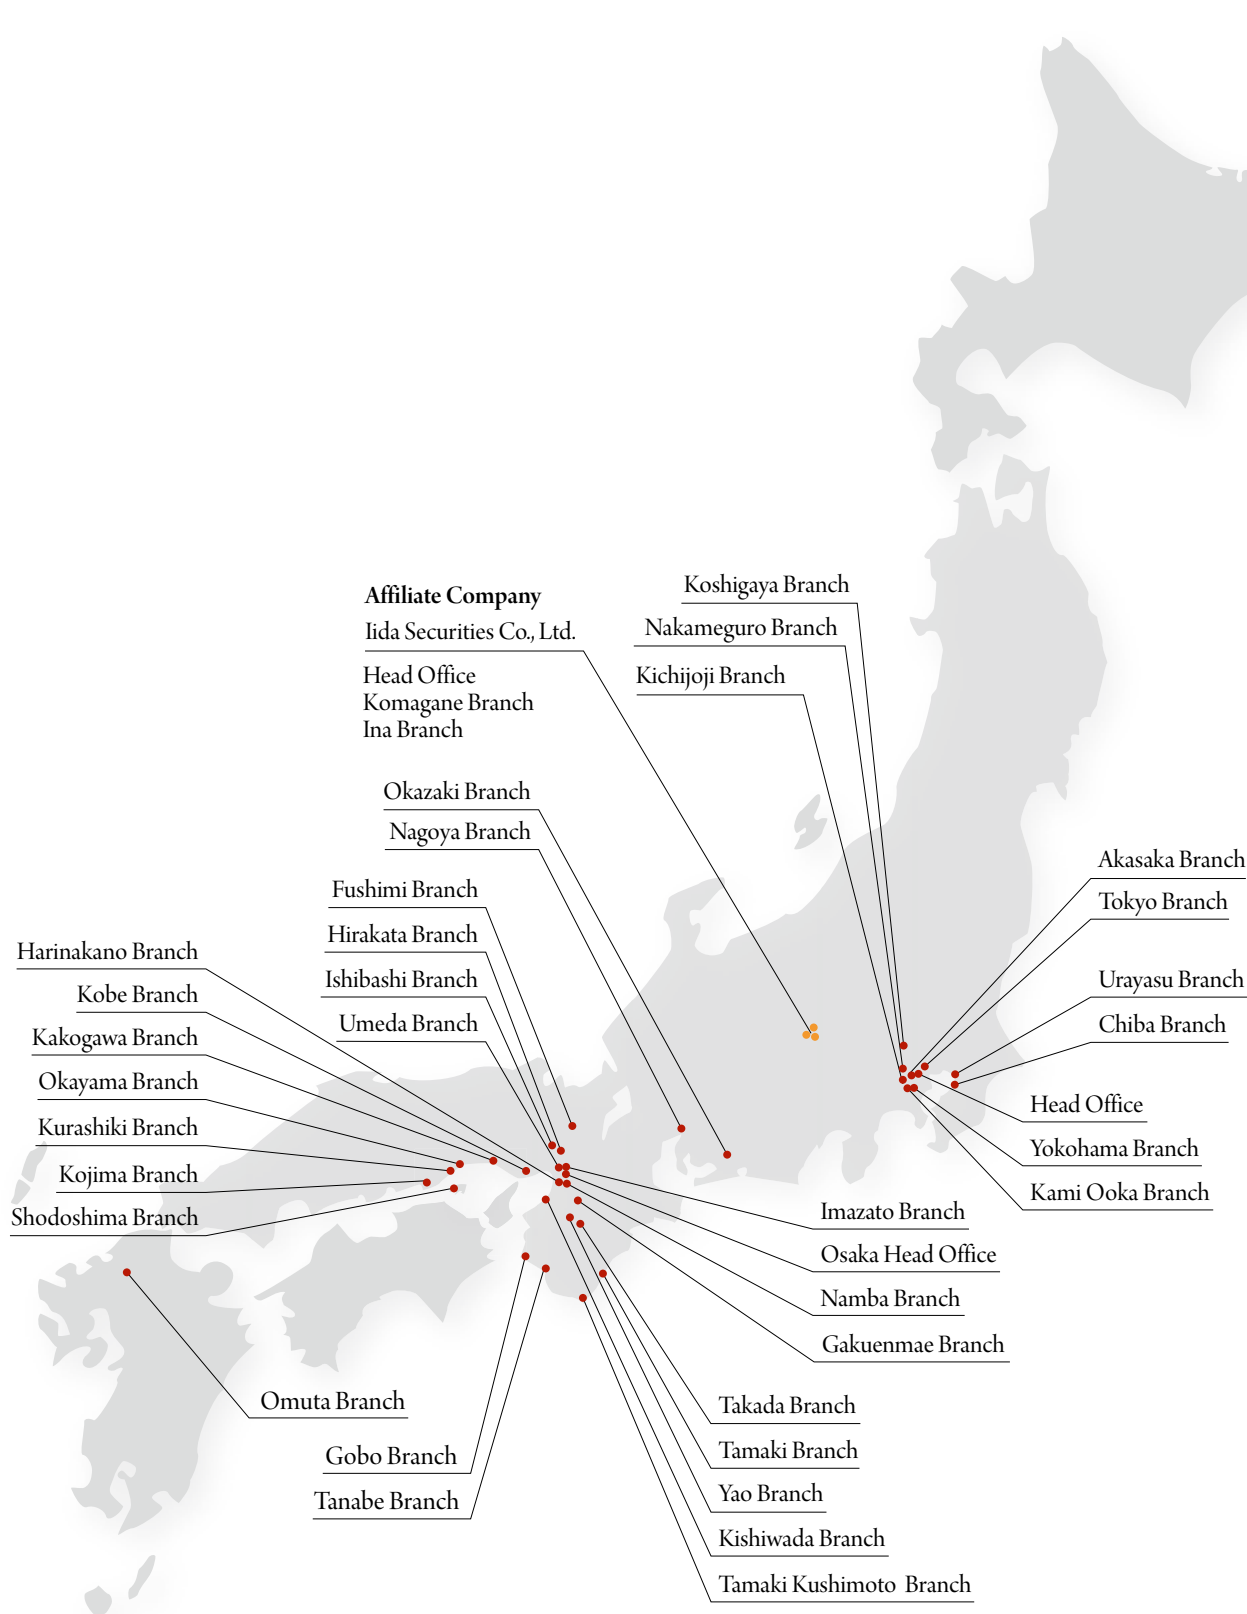 Koshigaya Branch
Nakameguro Branch
Kichijoji Branch
Affiliate Company
Iida Securities Co., Ltd.
Head Office
Komagane Branch
Ina Branch
Okazaki Branch
Nagoya Branch
Fushimi Branch
Hirakata Branch
Ishibashi Branch
Umeda Branch
Harinakano Branch
Kobe Branch
Kakogawa Branch
Okayama Branch
Kurashiki Branch
Kojima Branch
Shodoshima Branch
Akasaka Branch
Tokyo Branch
Urayasu Branch
Chiba Branch
Head Office
Yokohama Branch
Kami Ooka Branch
Imazato Branch
Osaka Head Office
Namba Branch
Gakuenmae Branch
Omuta Branch
Gobo Branch
Tanabe Branch
Takada Branch
Tamaki Branch
Yao Branch
Kishiwada Branch
Tamaki Kushimoto Branch